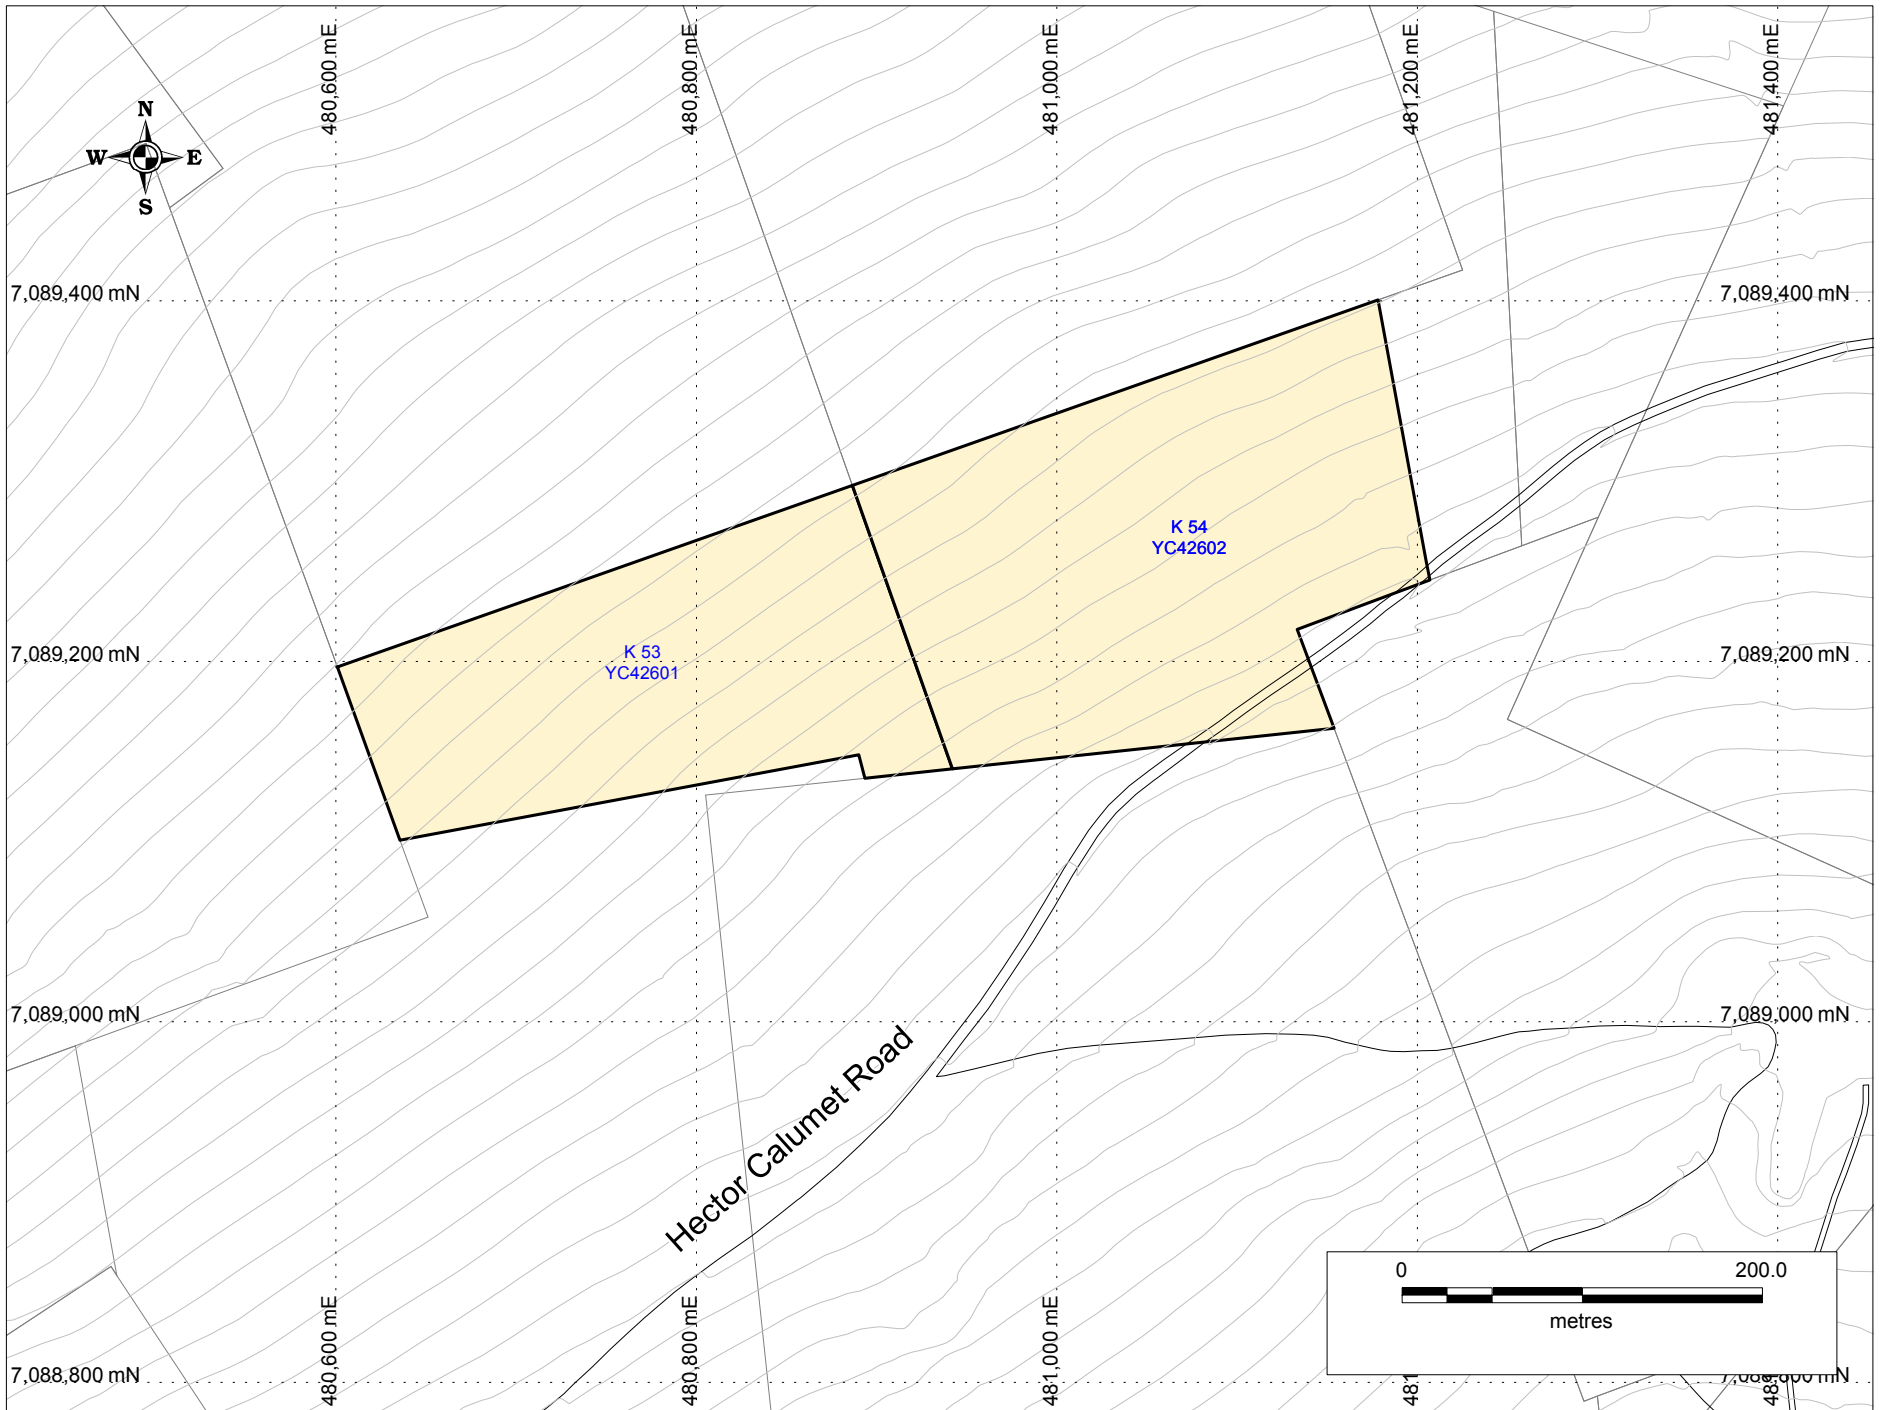 480,600 mE
480,800 mE
481,000 mE
481,200 mE
481,400 mE
N
W E
S
7,089,400 mN
7,089,400 mN
K 54
YC42602
7,089,200 mN
7,089,200 mN
K 53
YC42601
7,089,000 mN
7,089,000 mN
Hector Calumet Road
0 200.0
metres
480,600 mE
480,800 mE
481,000 mE
7,088,800 mN